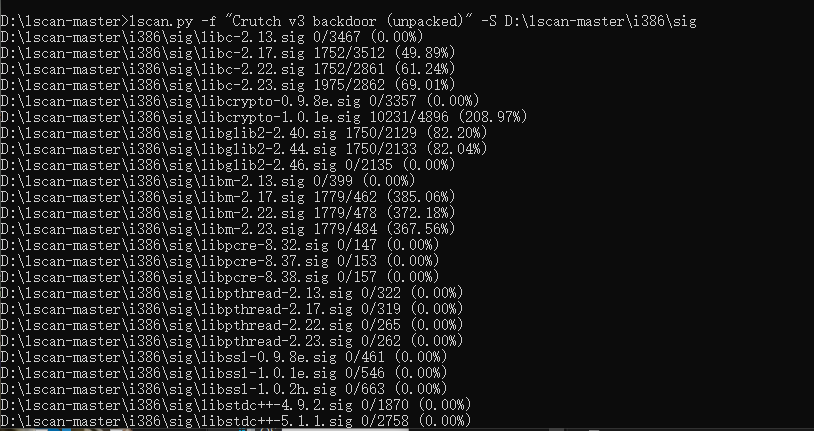 D:\lscan-master>lscan.py -f "Crutch v3 backdoor (unpacked)" -S D:\lscan-master\i386\sig
D:\lscan-master\i386\sig\libc-2.13.sig 0/3467 (0.00%)
D:\lscan-master\i386\sig\libc-2.17.sig 1752/3512 (49.89%)
D:\lscan-master\i386\sig\libc-2.22.sig 1752/2861 (61.24%)
D:\lscan-master\i386\sig\libc-2.23.sig 1975/2862 (69.01%)
D:\lscan-master\i386\sig\libcrypto-0.9.8e.sig 0/3357 (0.00%)
D:\lscan-master\i386\sig\libcrypto-1.0.1e.sig 10231/4896 (208.97%)
D:\lscan-master\i386\sig\libglib2-2.40.sig 1750/2129 (82.20%)
D:\lscan-master\i386\sig\libglib2-2.44.sig 1750/2133 (82.04%)
D:\lscan-master\i386\sig\libglib2-2.46.sig 0/2135 (0.00%)
D:\lscan-master\i386\sig\libm-2.13.sig 0/399 (0.00%)
D:\lscan-master\i386\sig\libm-2.17.sig 1779/462 (385.06%)
D:\lscan-master\i386\sig\libm-2.22.sig 1779/478 (372.18%)
D:\lscan-master\i386\sig\libm-2.23.sig 1779/484 (367.56%)
D:\lscan-master\i386\sig\libpcre-8.32.sig 0/147 (0.00%)
D:\lscan-master\i386\sig\libpcre-8.37.sig 0/153 (0.00%)
D:\lscan-master\i386\sig\libpcre-8.38.sig 0/157 (0.00%)
D:\lscan-master\i386\sig\libpthread-2.13.sig 0/322 (0.00%)
D:\lscan-master\i386\sig\libpthread-2.17.sig 0/319 (0.00%)
D:\lscan-master\i386\sig\libpthread-2.22.sig 0/265 (0.00%)
D:\lscan-master\i386\sig\libpthread-2.23.sig 0/262 (0.00%)
D:\lscan-master\i386\sig\libssl-0.9.8e.sig 0/461 (0.00%)
D:\lscan-master\i386\sig\libssl-1.0.1e.sig 0/546 (0.00%)
D:\lscan-master\i386\sig\libssl-1.0.2h.sig 0/663 (0.00%)
D:\lscan-master\i386\sig\libstdc++-4.9.2.sig 0/1870 (0.00%)
D:\lscan-master\i386\sig\libstdc++-5.1.1.sig 0/2758 (0.00%)